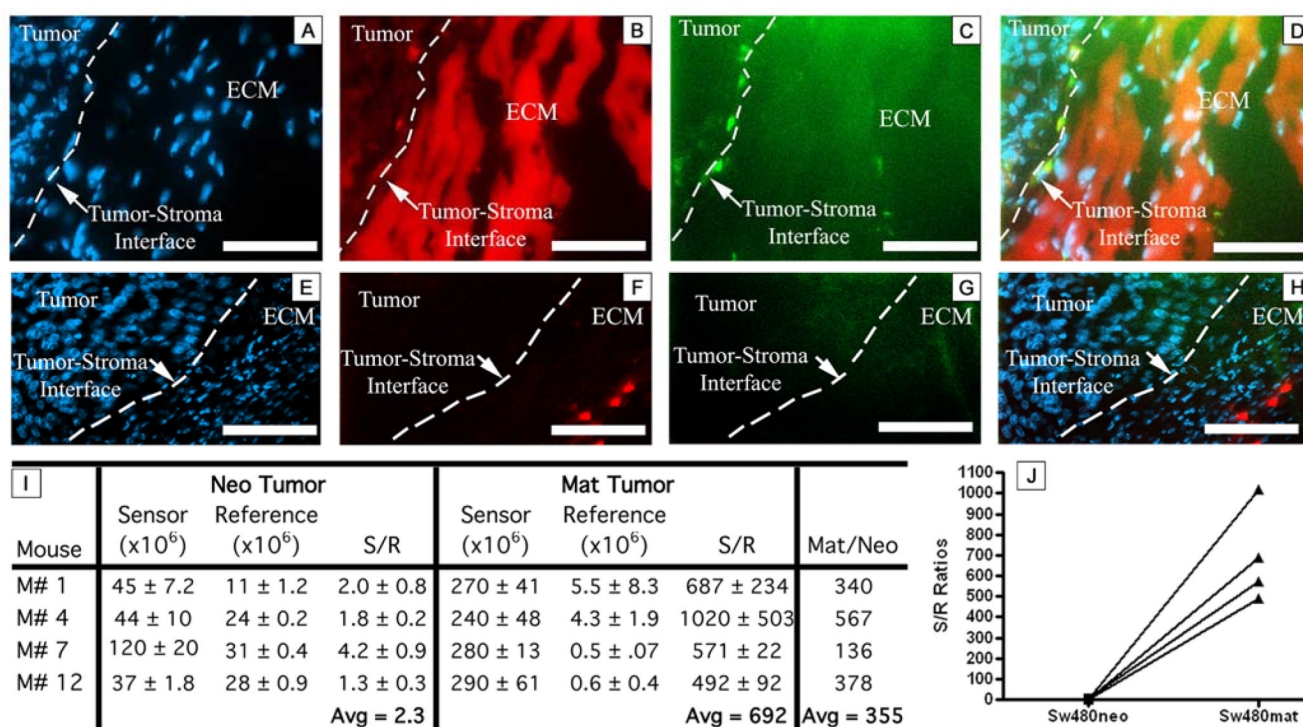 Tumor A
ECM
Tumor-Stroma
Interface
Tumor B
ECM
Tumor-Stroma
Interface
Tumor C
ECM
Tumor-Stroma
Interface
Tumor D
ECM
Tumor-Stroma
Interface
Tumor E
ECM
Tumor-Stroma
Interface
Tumor F
ECM
Tumor-Stroma
Interface
Tumor G
ECM
Tumor-Stroma
Interface
Tumor H
ECM
Tumor-Stroma
Interface
I
Neo Tumor Mat Tumor
Sensor Reference Sensor Reference
Mouse (x10⁶) (x10⁶) S/R (x10⁶) (x10⁶) S/R Mat/Neo
M# 1 45 ± 7.2 11 ± 1.2 2.0 ± 0.8 270 ± 41 5.5 ± 8.3 687 ± 234 340
M# 4 44 ± 10 24 ± 0.2 1.8 ± 0.2 240 ± 48 4.3 ± 1.9 1020 ± 503 567
M# 7 120 ± 20 31 ± 0.4 4.2 ± 0.9 280 ± 13 0.5 ± .07 571 ± 22 136
M# 12 37 ± 1.8 28 ± 0.9 1.3 ± 0.3 290 ± 61 0.6 ± 0.4 492 ± 92 378
Avg = 2.3 Avg = 692 Avg = 355
J
S/R Ratios
1100
1000
900
800
700
600
500
400
300
200
100
0
Sw480neo Sw480mat